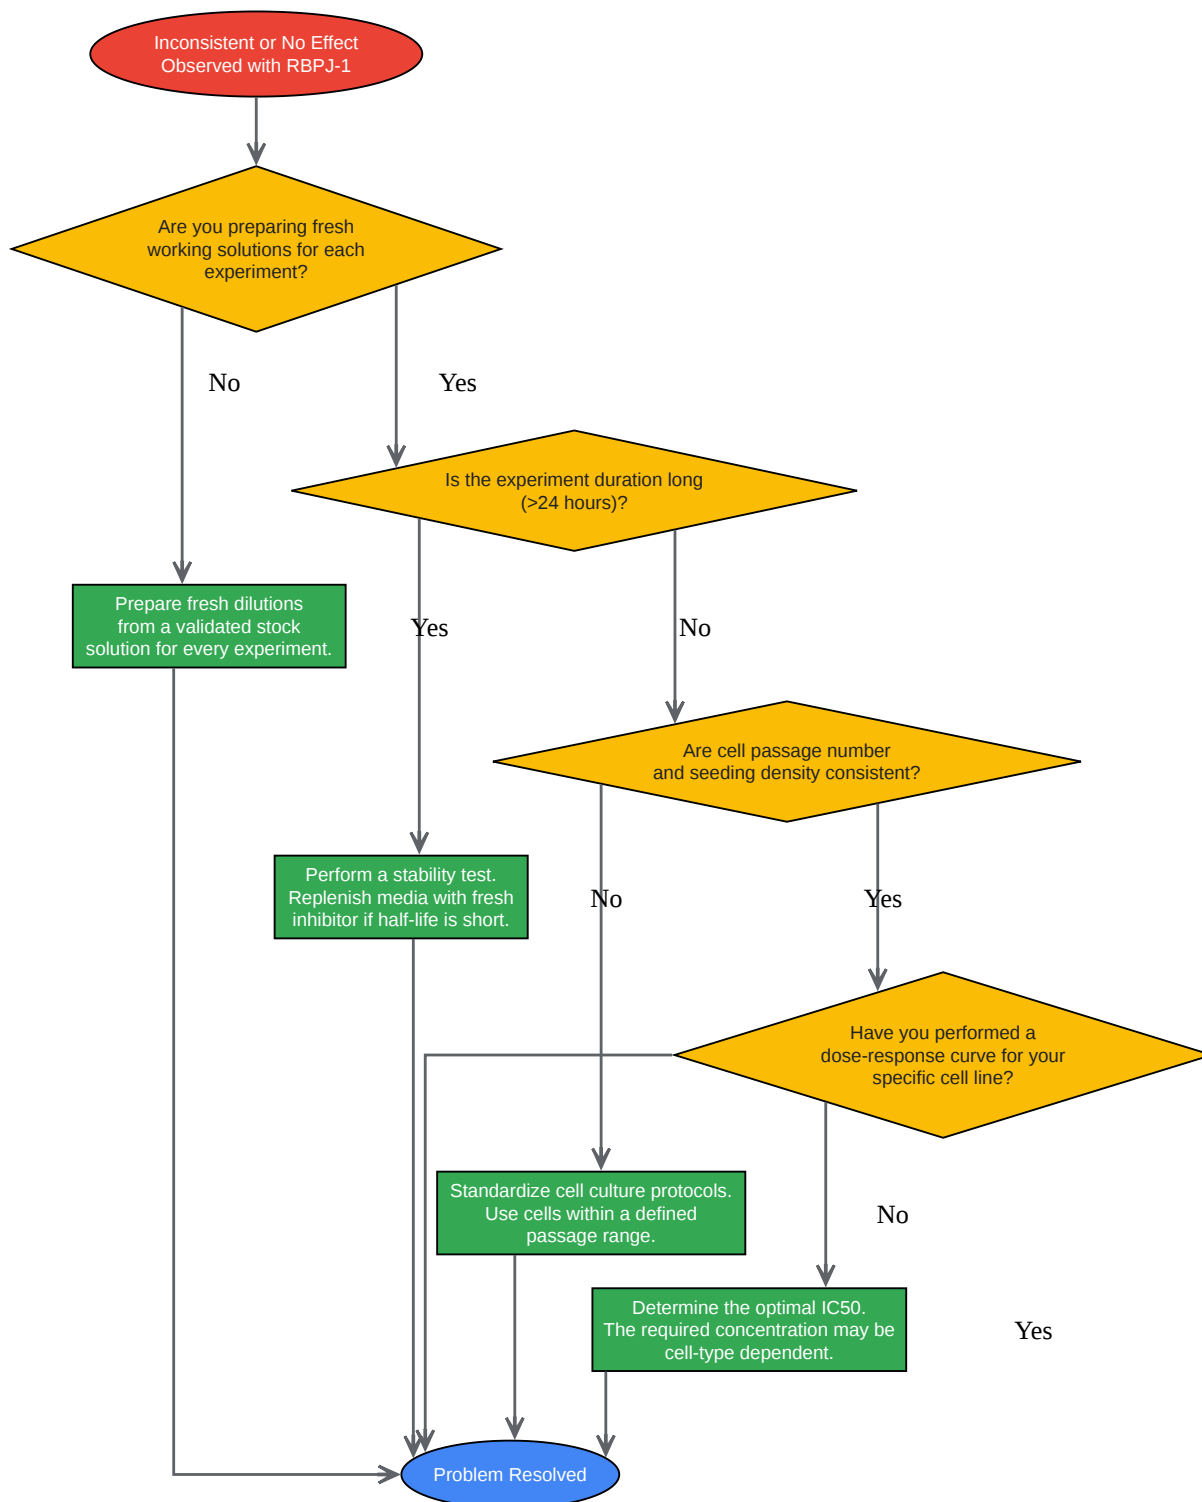 Inconsistent or No Effect
Observed with RBPJ-1
Are you preparing fresh
working solutions for each
experiment?
No
Yes
Is the experiment duration long
(>24 hours)?
Prepare fresh dilutions
from a validated stock
solution for every experiment.
Yes
No
Are cell passage number
and seeding density consistent?
Perform a stability test.
Replenish media with fresh
inhibitor if half-life is short.
No
Yes
Have you performed a
dose-response curve for your
specific cell line?
Standardize cell culture protocols.
Use cells within a defined
passage range.
No
Determine the optimal IC50.
The required concentration may be
cell-type dependent.
Yes
Problem Resolved